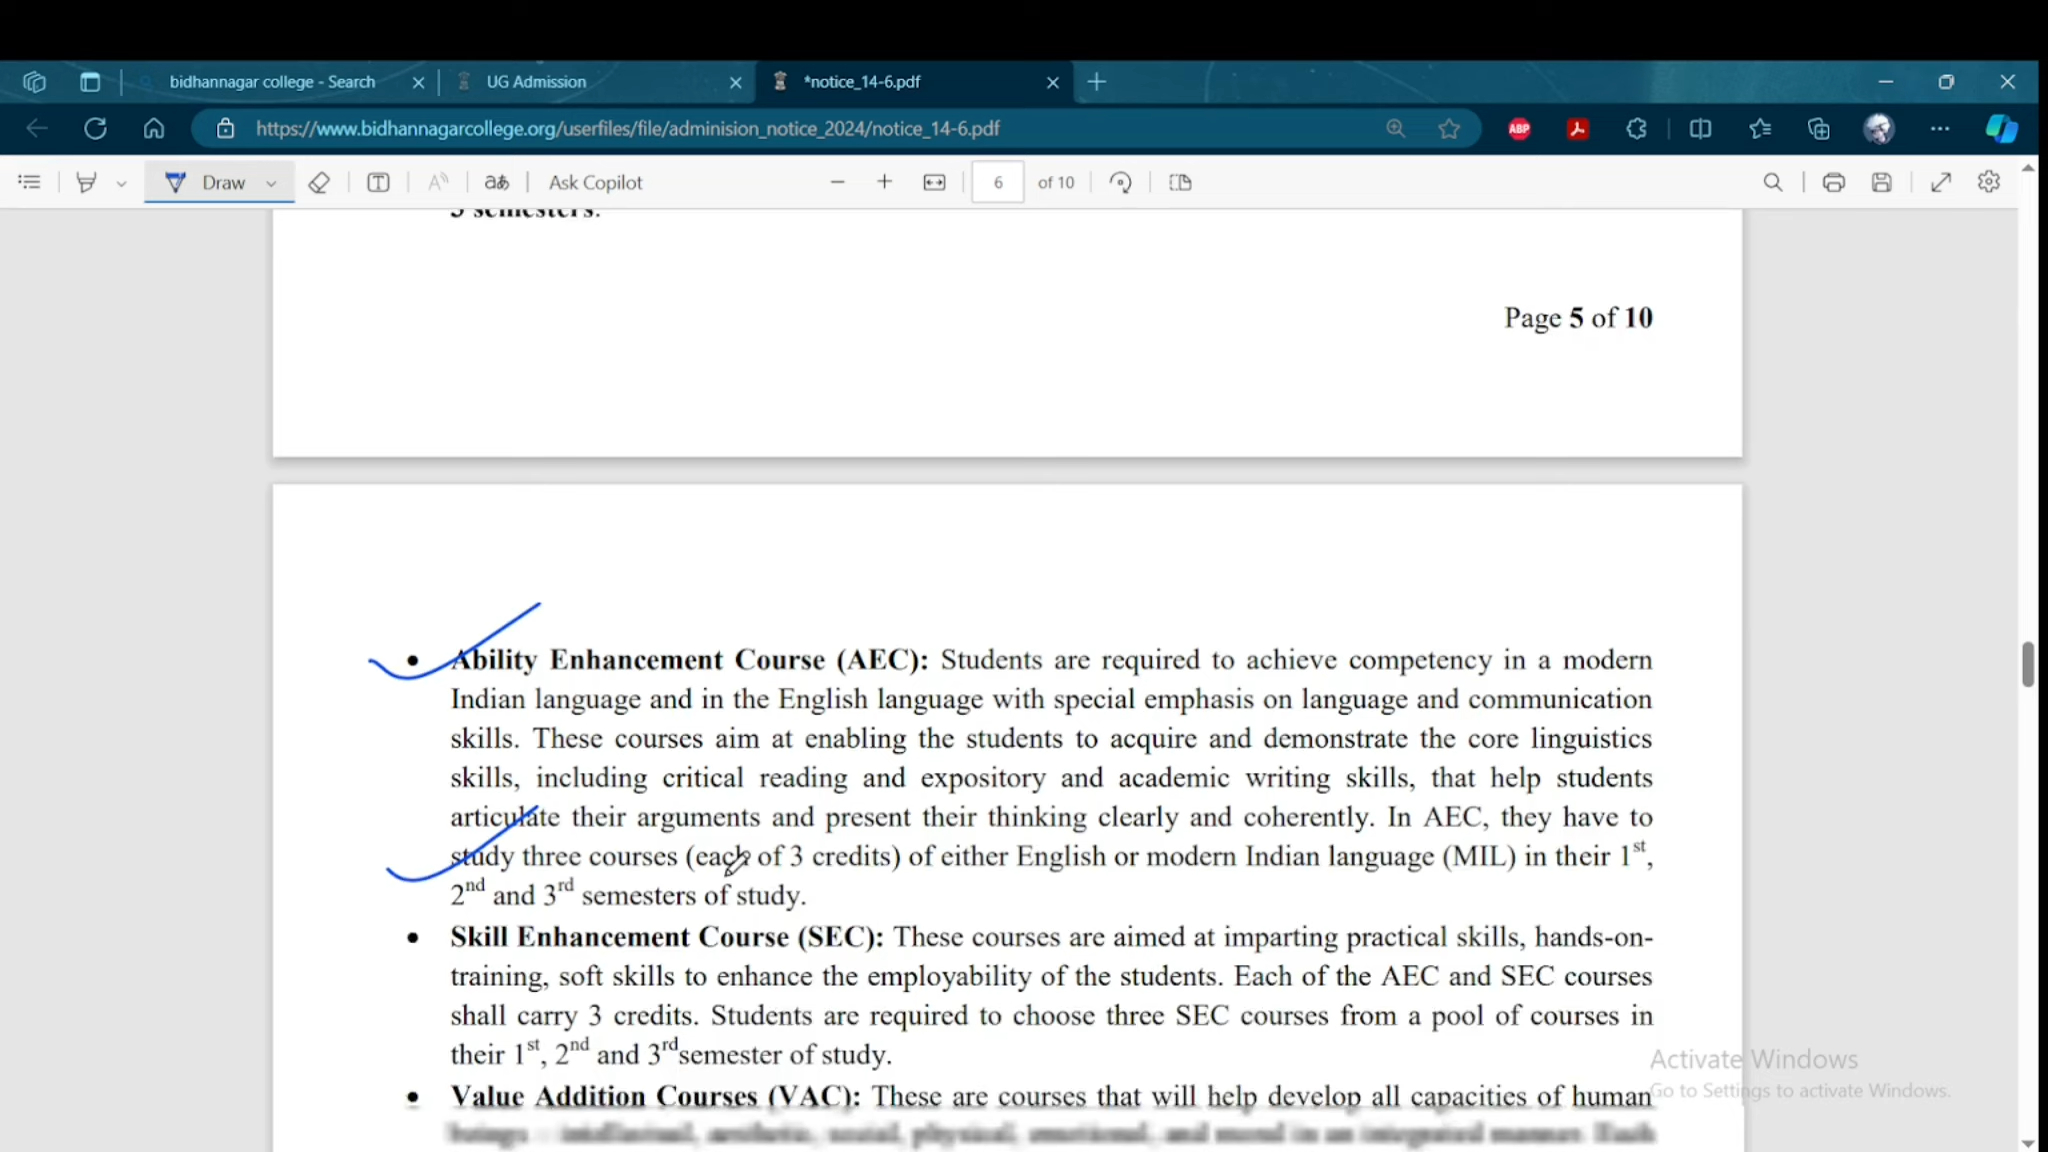 bidhannagar college - Search
UG Admission
*notice_14-6.pdf
https://www.bidhannagarcollege.org/userfiles/file/adminision_notice_2024/notice_14-6.pdf
ABP
Draw
Ask Copilot
6 of 10
3 semesters.
Page 5 of 10
• Ability Enhancement Course (AEC): Students are required to achieve competency in a modern
Indian language and in the English language with special emphasis on language and communication
skills. These courses aim at enabling the students to acquire and demonstrate the core linguistics
skills, including critical reading and expository and academic writing skills, that help students
articulate their arguments and present their thinking clearly and coherently. In AEC, they have to
study three courses (each of 3 credits) of either English or modern Indian language (MIL) in their 1st,
2nd and 3rd semesters of study.
• Skill Enhancement Course (SEC): These courses are aimed at imparting practical skills, hands-on-
training, soft skills to enhance the employability of the students. Each of the AEC and SEC courses
shall carry 3 credits. Students are required to choose three SEC courses from a pool of courses in
their 1st, 2nd and 3rdsemester of study.
• Value Addition Courses (VAC): These are courses that will help develop all capacities of human
Activate Windows
Go to Settings to activate Windows.